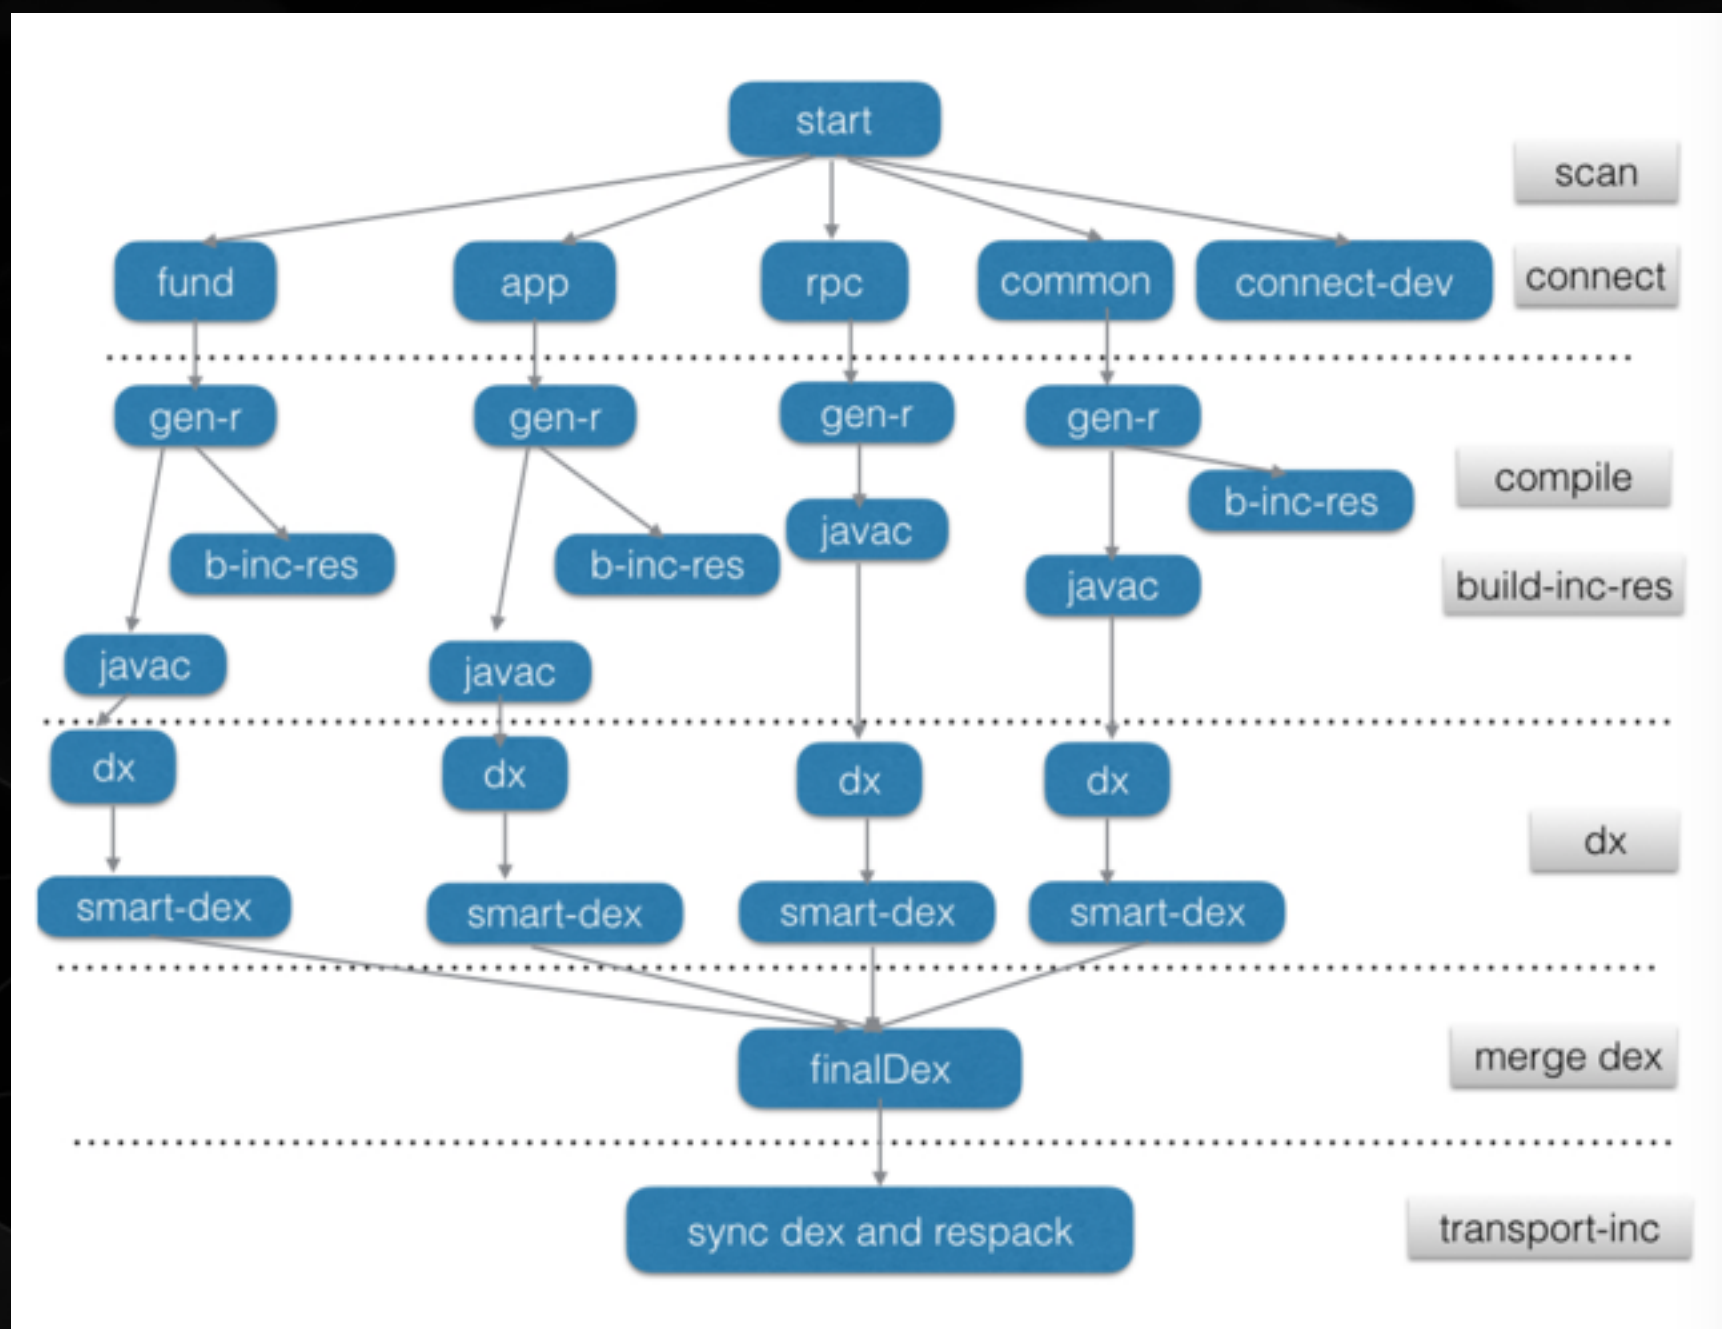 start
scan
fund
app
rpc
common
connect-dev
connect
gen-r
gen-r
gen-r
gen-r
compile
b-inc-res
javac
b-inc-res
b-inc-res
javac
build-inc-res
javac
javac
dx
dx
dx
dx
dx
smart-dex
smart-dex
smart-dex
smart-dex
finalDex
merge dex
sync dex and respack
transport-inc